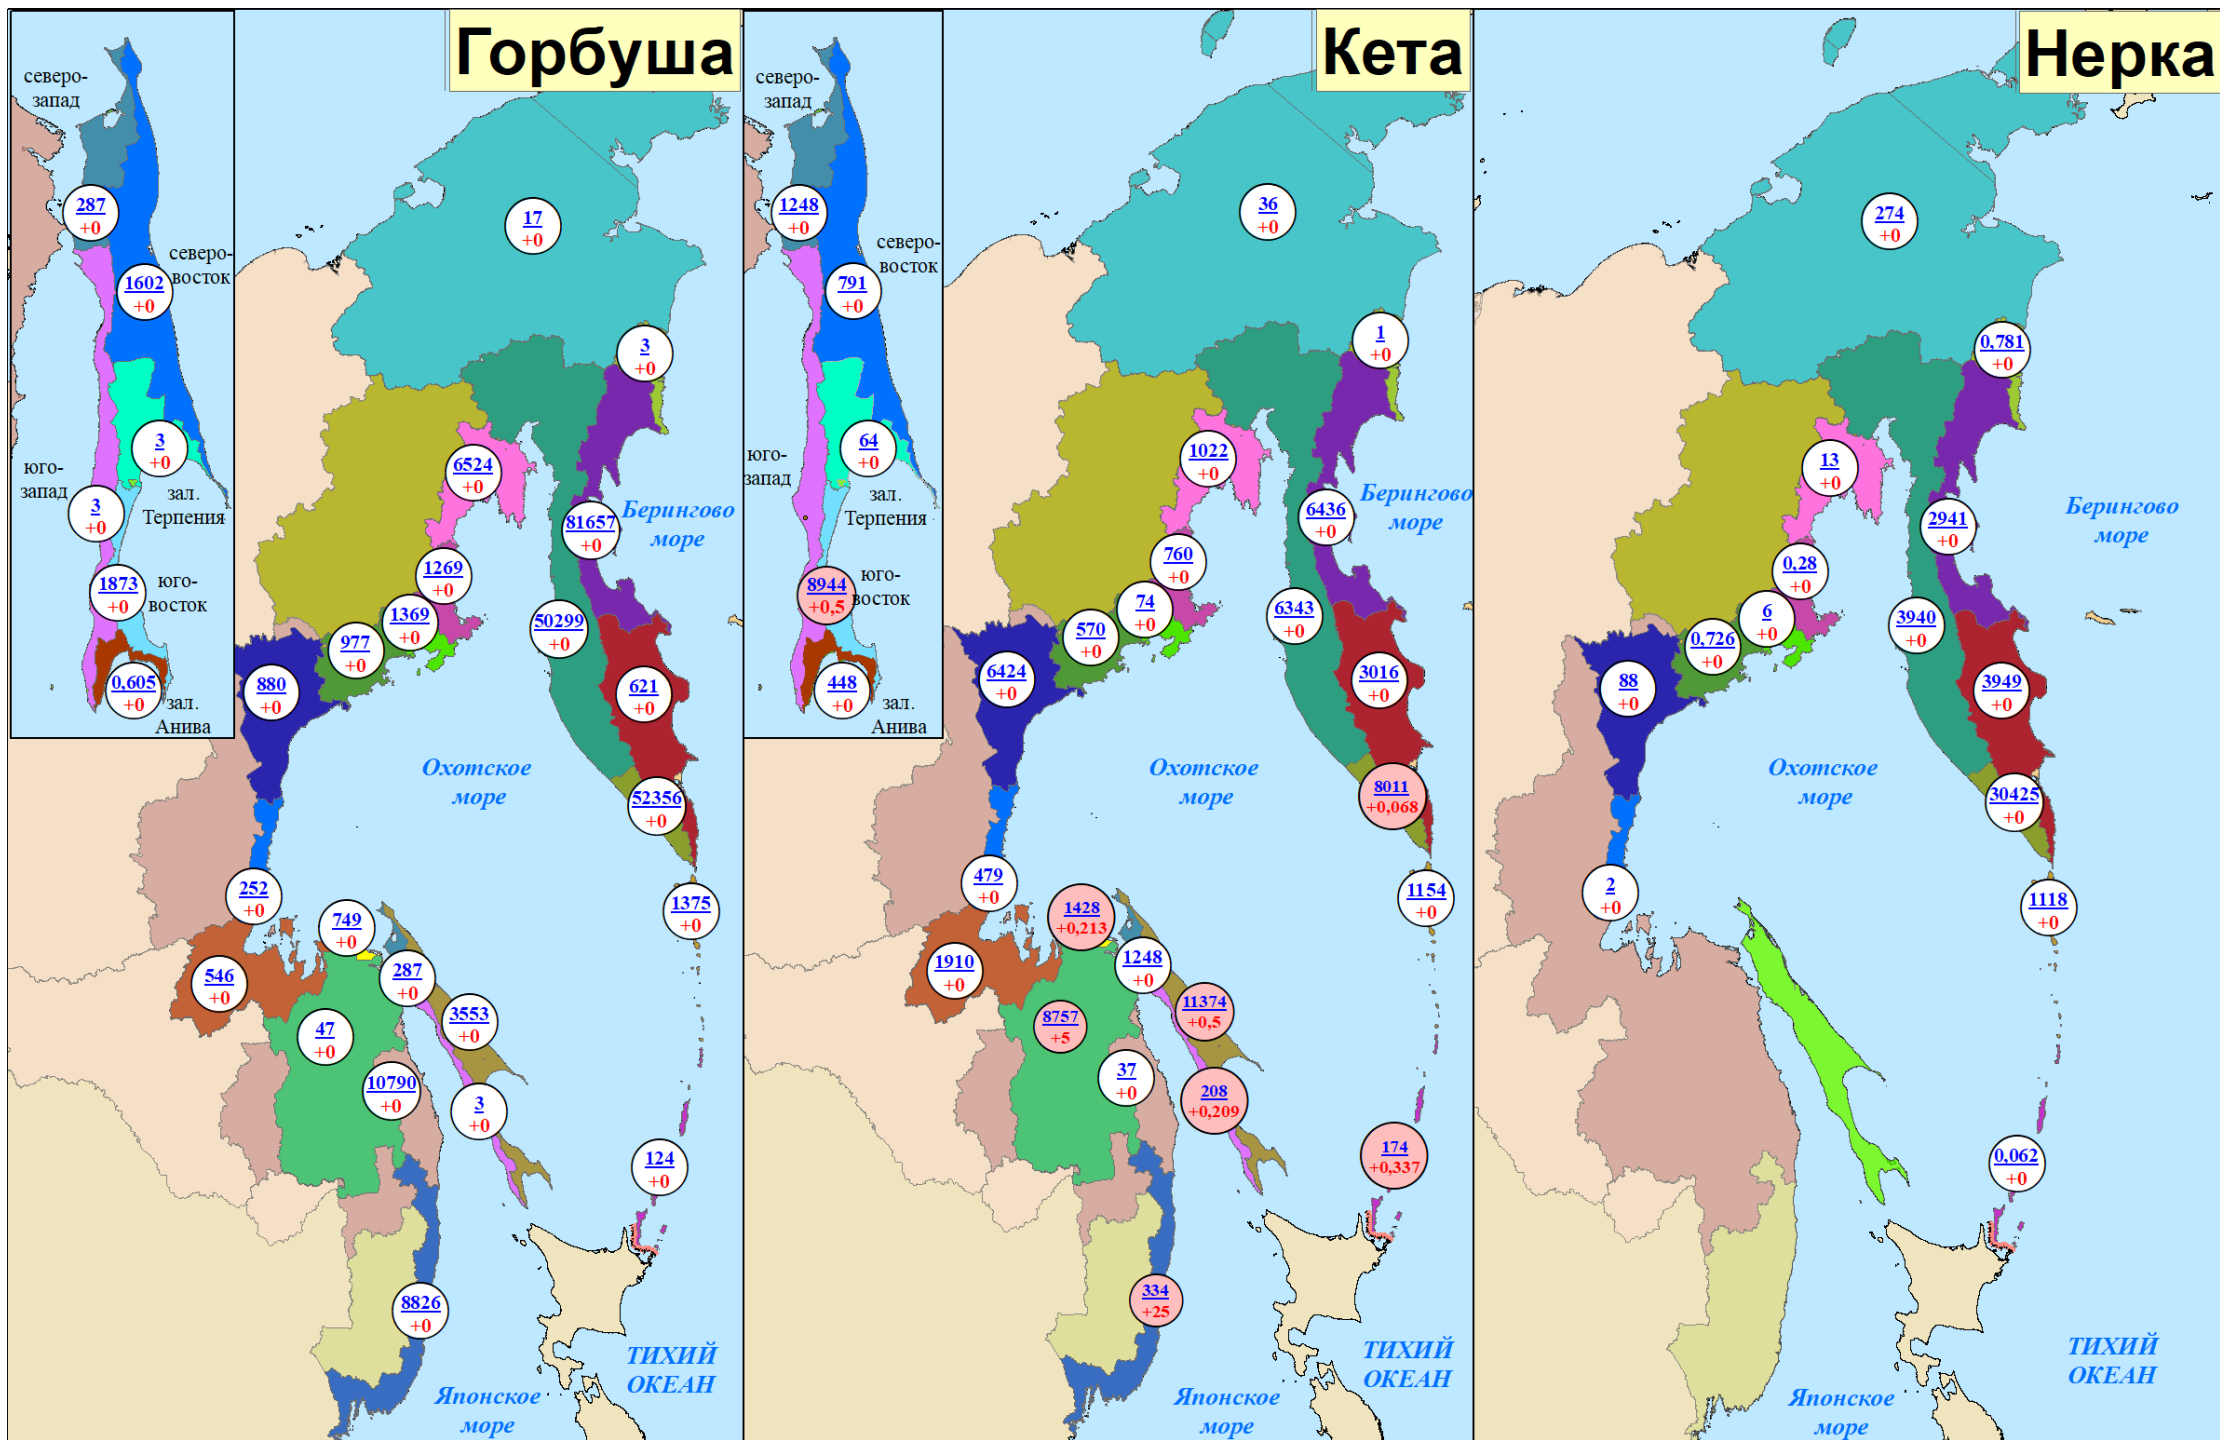 Горбуша
северо-
запад
287
+0
северо-
восток
1602
+0
3
+0
юго-
запад
3
+0
зал.
Терпения
1873
+0
юго-
восток
0,605
+0
зал.
Анива
17
+0
3
+0
6524
+0
81657
+0
Берингово
море
1269
+0
1369
+0
977
+0
50299
+0
880
+0
621
+0
Охотское
море
52356
+0
252
+0
749
+0
1375
+0
546
+0
287
+0
3553
+0
47
+0
10790
+0
3
+0
124
+0
8826
+0
ТИХИЙ
ОКЕАН
Японское
море
Кета
северо-
запад
1248
+0
северо-
восток
791
+0
64
+0
юго-
запад
зал.
Терпения
8944
+0,5
юго-
восток
448
+0
зал.
Анива
36
+0
1
+0
1022
+0
6436
+0
Берингово
море
760
+0
74
+0
570
+0
6343
+0
6424
+0
3016
+0
Охотское
море
8011
+0,068
479
+0
1428
+0,213
1154
+0
1910
+0
1248
+0
11374
+0,5
8757
+5
37
+0
208
+0,209
174
+0,337
334
+25
ТИХИЙ
ОКЕАН
Японское
море
Нерка
274
+0
0,781
+0
13
+0
2941
+0
Берингово
море
0,28
+0
6
+0
0,726
+0
3940
+0
88
+0
3949
+0
Охотское
море
30425
+0
2
+0
1118
+0
0,062
+0
ТИХИЙ
ОКЕАН
Японское
море